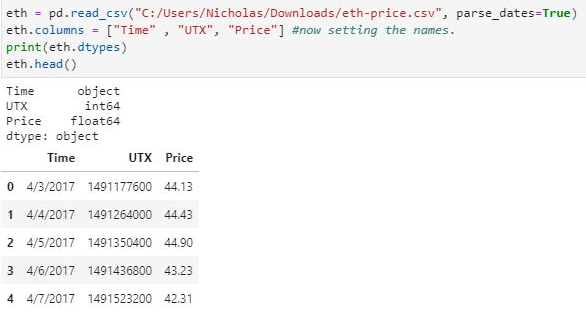 eth = pd.read_csv("C:/Users/Nicholas/Downloads/eth-price.csv", parse_dates=True)
eth.columns = ["Time" , "UTX", "Price"] #now setting the names.
print(eth.dtypes)
eth.head()
Time object
UTX int64
Price float64
dtype: object
Time UTX Price
0 4/3/2017 1491177600 44.13
1 4/4/2017 1491264000 44.43
2 4/5/2017 1491350400 44.90
3 4/6/2017 1491436800 43.23
4 4/7/2017 1491523200 42.31